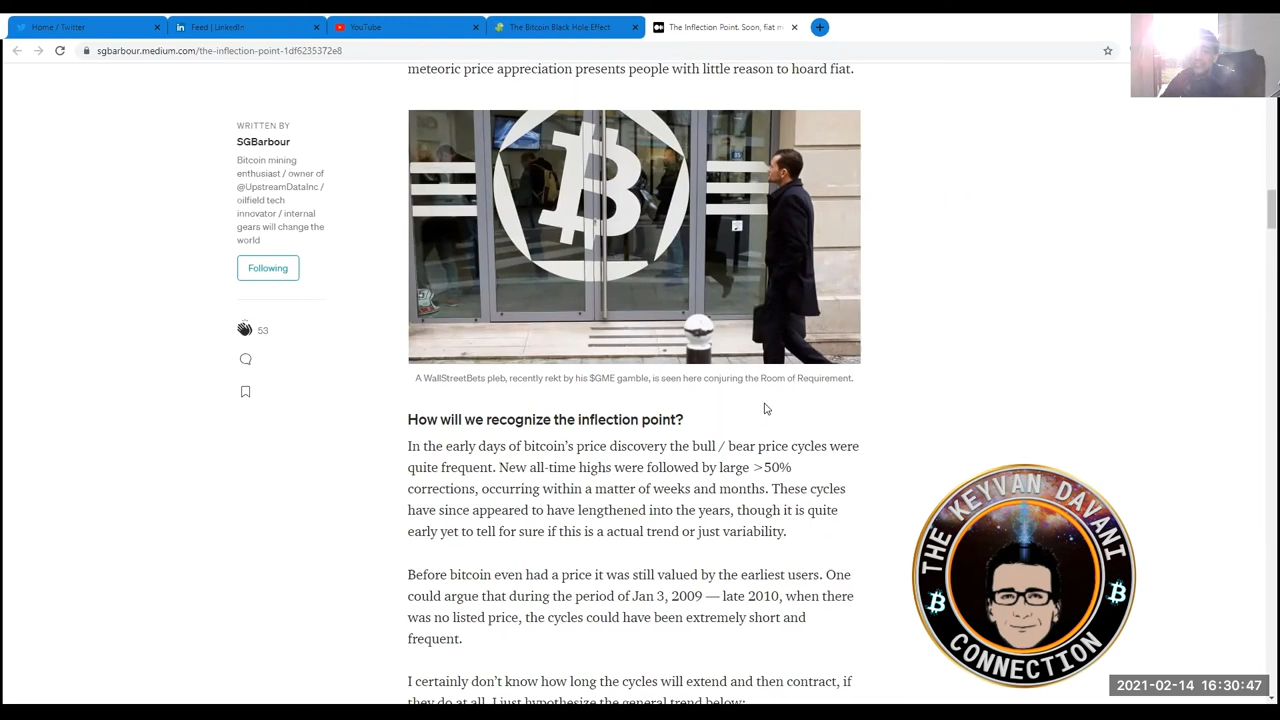 Home / Twitter
Feed | LinkedIn
YouTube
The Bitcoin Black Hole Effect
The Inflection Point. Soon, fiat m
sgbarbour.medium.com/the-inflection-point-1df6235372e8
meteoric price appreciation presents people with little reason to hoard fiat.
WRITTEN BY
SGBarbour
Bitcoin mining
enthusiast / owner of
@UpstreamDataInc /
oilfield tech
innovator / internal
gears will change the
world
Following
53
A WallStreetBets pleb, recently rekt by his $GME gamble, is seen here conjuring the Room of Requirement.
How will we recognize the inflection point?
In the early days of bitcoin’s price discovery the bull / bear price cycles were
quite frequent. New all-time highs were followed by large >50%
corrections, occurring within a matter of weeks and months. These cycles
have since appeared to have lengthened into the years, though it is quite
early yet to tell for sure if this is a actual trend or just variability.
Before bitcoin even had a price it was still valued by the earliest users. One
could argue that during the period of Jan 3, 2009 — late 2010, when there
was no listed price, the cycles could have been extremely short and
frequent.
I certainly don’t know how long the cycles will extend and then contract, if
they do at all. I just hypothesize the general trend below:
THE KEYVAN DAVANI
CONNECTION
2021-02-14 16:30:47